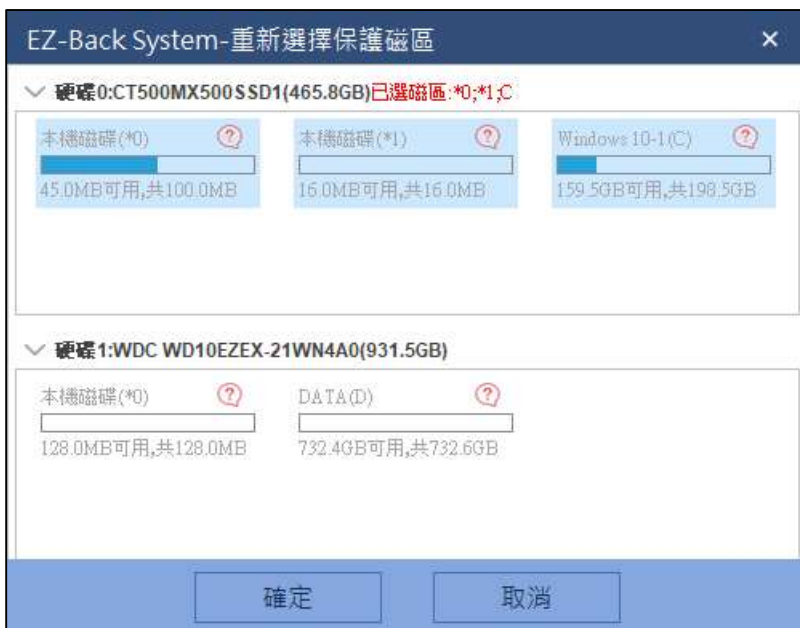 EZ-Back System-重新選擇保護磁區
硬碟0:CT500MX500SSD1(465.8GB)已選磁區:*0;*1;C
本機磁碟(*0)
45.0MB可用,共100.0MB
本機磁碟(*1)
16.0MB可用,共16.0MB
Windows 10-1(C)
159.5GB可用,共198.5GB
硬碟1:WDC WD10EZEX-21WN4A0(931.5GB)
本機磁碟(*0)
128.0MB可用,共128.0MB
DATA(D)
732.4GB可用,共732.6GB
確定
取消